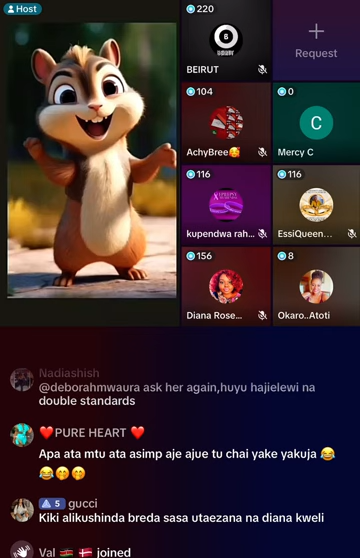 Host
220
BEIRUT
Request
104
AchyBree🥰
0
C
Mercy C
116
kupendwa rah...
116
EssiQueen...
156
Diana Rose...
8
Okaro..Atoti
Nadiashish
@deborahmwaura ask her again,huyu hajielewi na
double standards
❤️PURE HEART ❤️
Apa ata mtu ata asimp aje ajue tu chai yake yakuja 😂
😂🤭🤭
5 gucci
Kiki alikushinda breda sasa utaezana na diana kweli
Val 🇰🇪 🇩🇰 joined